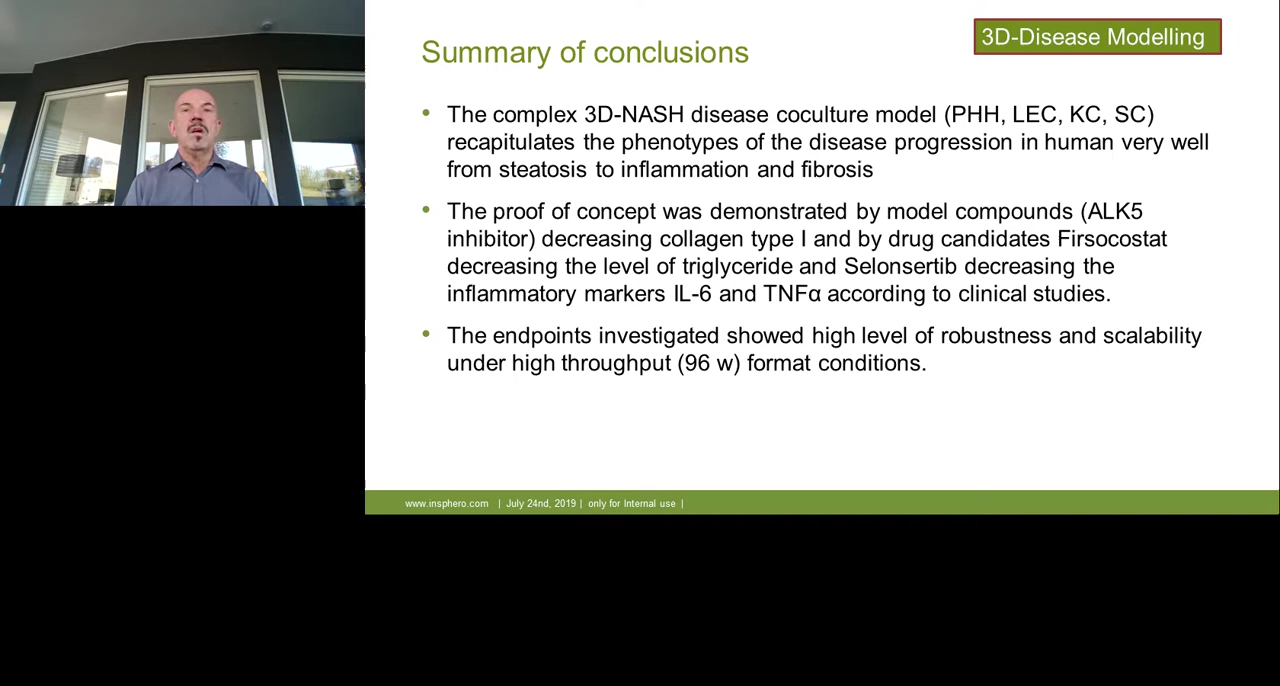 3D-Disease Modelling
Summary of conclusions
• The complex 3D-NASH disease coculture model (PHH, LEC, KC, SC)
recapitulates the phenotypes of the disease progression in human very well
from steatosis to inflammation and fibrosis
• The proof of concept was demonstrated by model compounds (ALK5
inhibitor) decreasing collagen type I and by drug candidates Firsocostat
decreasing the level of triglyceride and Selonsertib decreasing the
inflammatory markers IL-6 and TNFα according to clinical studies.
• The endpoints investigated showed high level of robustness and scalability
under high throughput (96 w) format conditions.
www.insphero.com | July 24nd, 2019 | only for Internal use |